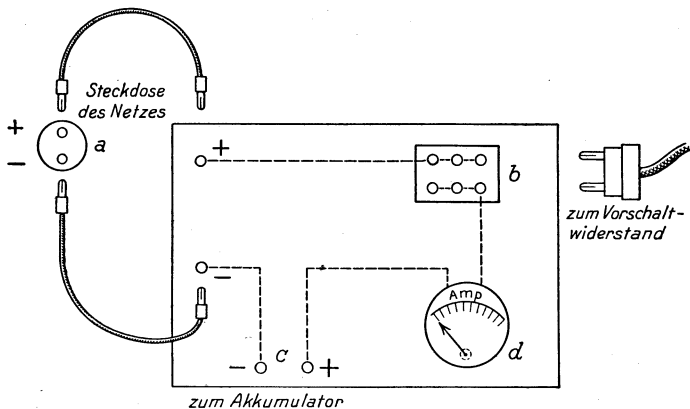 Steckdose
des Netzes
+
a
−
+
b
zum Vorschalt-
widerstand
−
Amp
− c +
d
zum Akkumulator